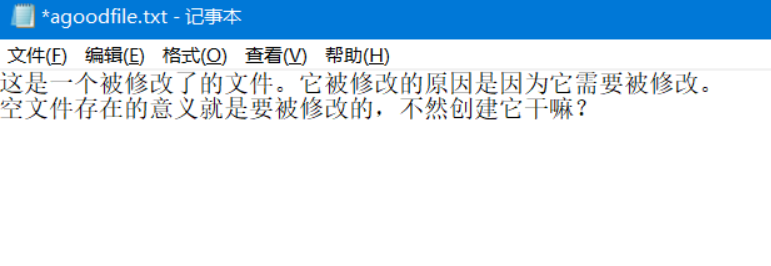 *agoodfile.txt - 记事本
文件(F) 编辑(E) 格式(O) 查看(V) 帮助(H)
这是一个被修改了的文件。它被修改的原因是因为它需要被修改。
空文件存在的意义就是要被修改的，不然创建它干嘛？